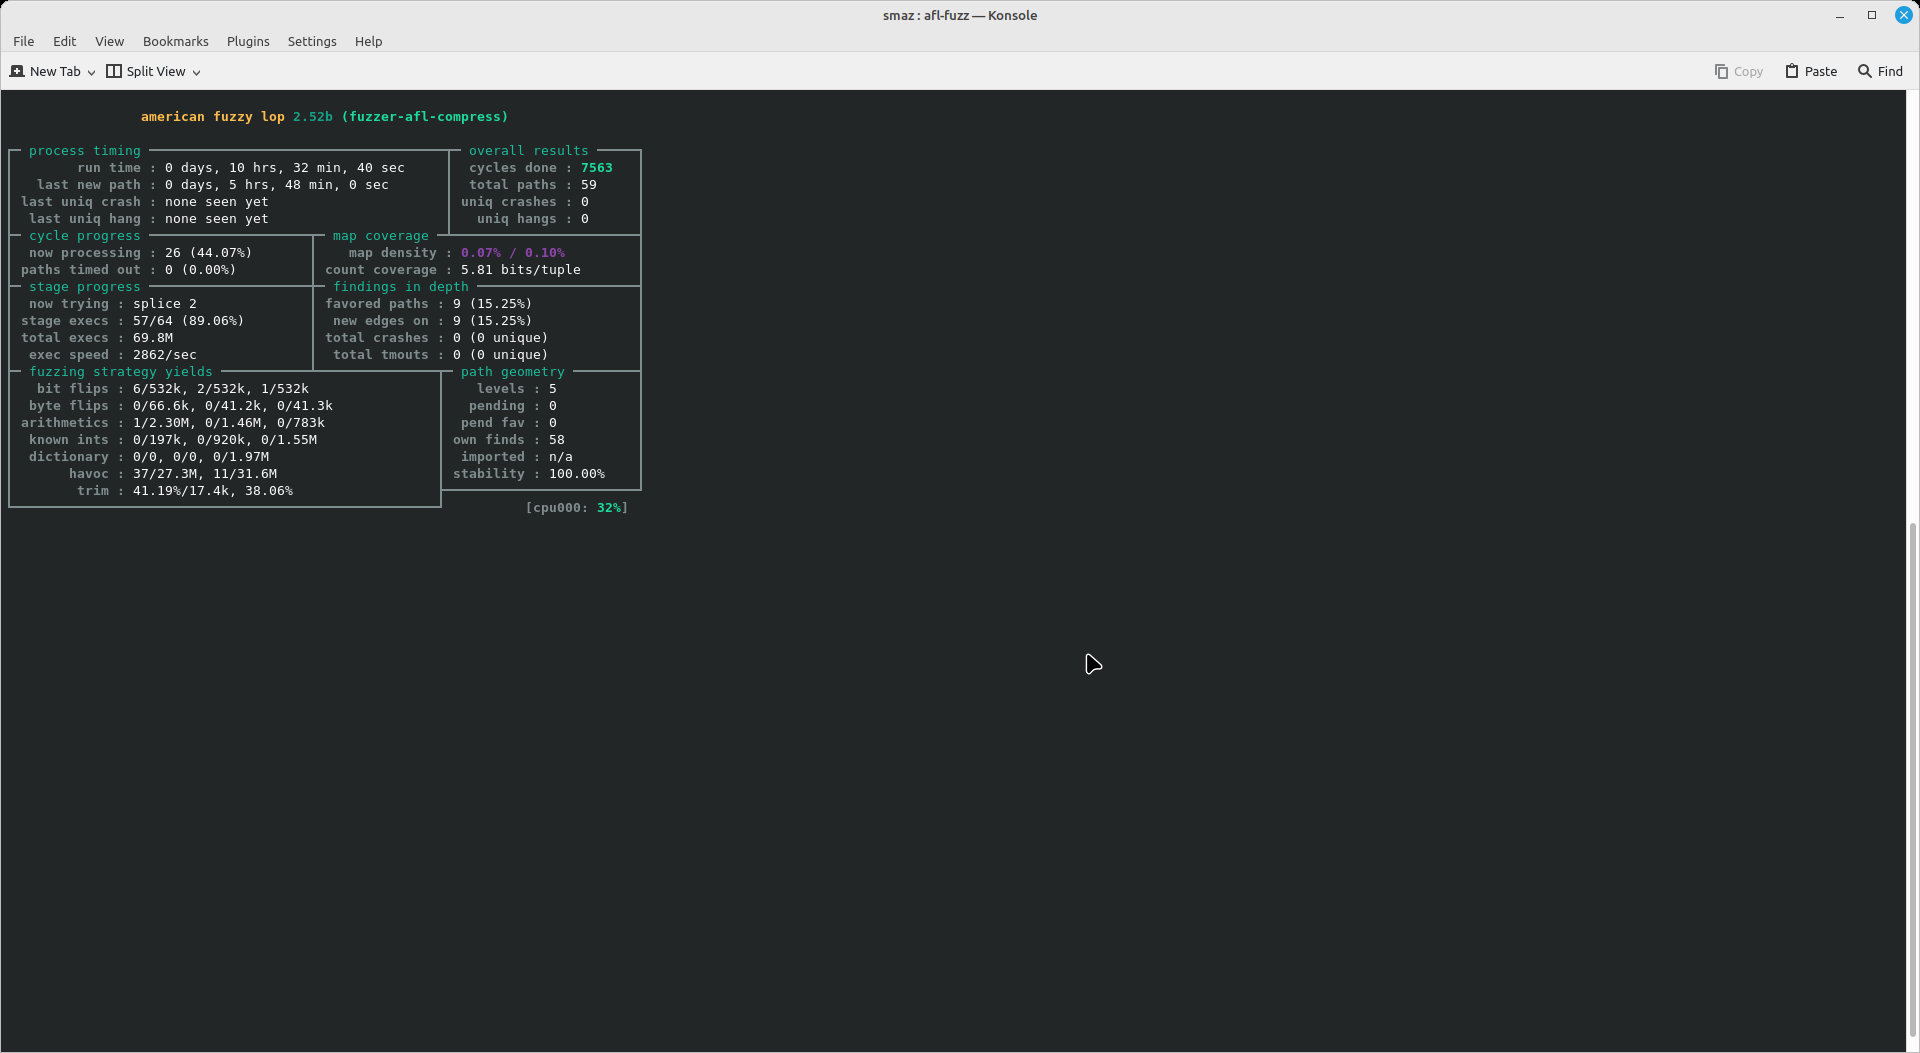 smaz : afl-fuzz — Konsole
File Edit View Bookmarks Plugins Settings Help
New Tab Split View Copy Paste Find
american fuzzy lop 2.52b (fuzzer-afl-compress)
process timing overall results
run time : 0 days, 10 hrs, 32 min, 40 sec cycles done : 7563
last new path : 0 days, 5 hrs, 48 min, 0 sec total paths : 59
last uniq crash : none seen yet uniq crashes : 0
last uniq hang : none seen yet uniq hangs : 0
cycle progress map coverage
now processing : 26 (44.07%) map density : 0.07% / 0.10%
paths timed out : 0 (0.00%) count coverage : 5.81 bits/tuple
stage progress findings in depth
now trying : splice 2 favored paths : 9 (15.25%)
stage execs : 57/64 (89.06%) new edges on : 9 (15.25%)
total execs : 69.8M total crashes : 0 (0 unique)
exec speed : 2862/sec total tmouts : 0 (0 unique)
fuzzing strategy yields path geometry
bit flips : 6/532k, 2/532k, 1/532k levels : 5
byte flips : 0/66.6k, 0/41.2k, 0/41.3k pending : 0
arithmetics : 1/2.30M, 0/1.46M, 0/783k pend fav : 0
known ints : 0/197k, 0/920k, 0/1.55M own finds : 58
dictionary : 0/0, 0/0, 0/1.97M imported : n/a
havoc : 37/27.3M, 11/31.6M stability : 100.00%
trim : 41.19%/17.4k, 38.06%
[cpu000: 32%]